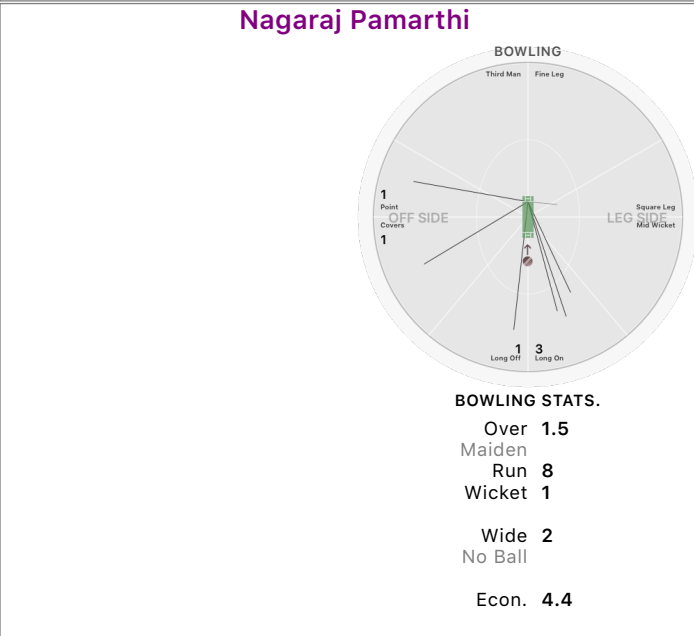 Nagaraj Pamarthi
BOWLING
Third Man Fine Leg
1
Point Square Leg
OFF SIDE LEG SIDE
Covers Mid Wicket
1
1 3
Long Off Long On
BOWLING STATS.
Over 1.5
Maiden
Run 8
Wicket 1
Wide 2
No Ball
Econ. 4.4